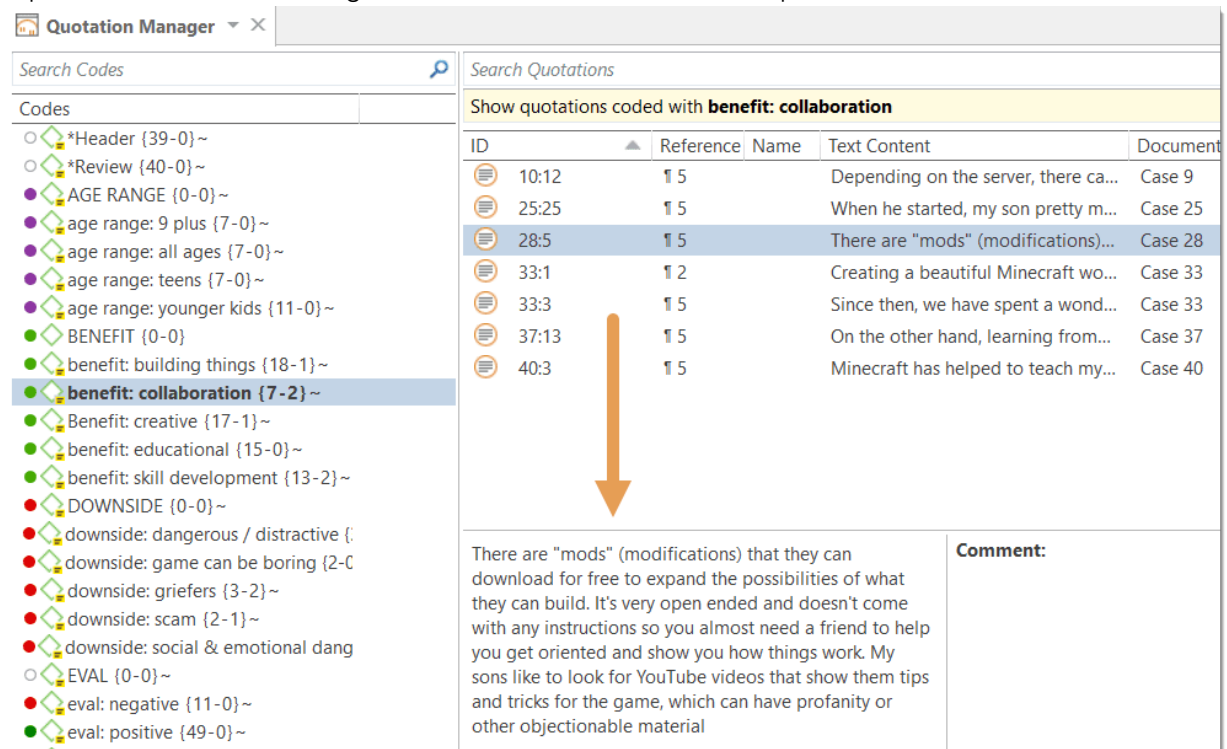 Quotation Manager
Search Codes
Codes
*Header {39-0}~
*Review {40-0}~
AGE RANGE {0-0}~
age range: 9 plus {7-0}~
age range: all ages {7-0}~
age range: teens {7-0}~
age range: younger kids {11-0}~
BENEFIT {0-0}
benefit: building things {18-1}~
benefit: collaboration {7-2}~
Benefit: creative {17-1}~
benefit: educational {15-0}~
benefit: skill development {13-2}~
DOWNSIDE {0-0}~
downside: dangerous / distractive {
downside: game can be boring {2-0
downside: griefers {3-2}~
downside: scam {2-1}~
downside: social & emotional dang
EVAL {0-0}~
eval: negative {11-0}~
eval: positive {49-0}~
Search Quotations
Show quotations coded with benefit: collaboration
ID Reference Name Text Content Document
10:12 ¶ 5 Depending on the server, there ca... Case 9
25:25 ¶ 5 When he started, my son pretty m... Case 25
28:5 ¶ 5 There are "mods" (modifications)... Case 28
33:1 ¶ 2 Creating a beautiful Minecraft wo... Case 33
33:3 ¶ 5 Since then, we have spent a wond... Case 33
37:13 ¶ 5 On the other hand, learning from... Case 37
40:3 ¶ 5 Minecraft has helped to teach my... Case 40
There are "mods" (modifications) that they can
download for free to expand the possibilities of what
they can build. It's very open ended and doesn't come
with any instructions so you almost need a friend to help
you get oriented and show you how things work. My
sons like to look for YouTube videos that show them tips
and tricks for the game, which can have profanity or
other objectionable material
Comment: